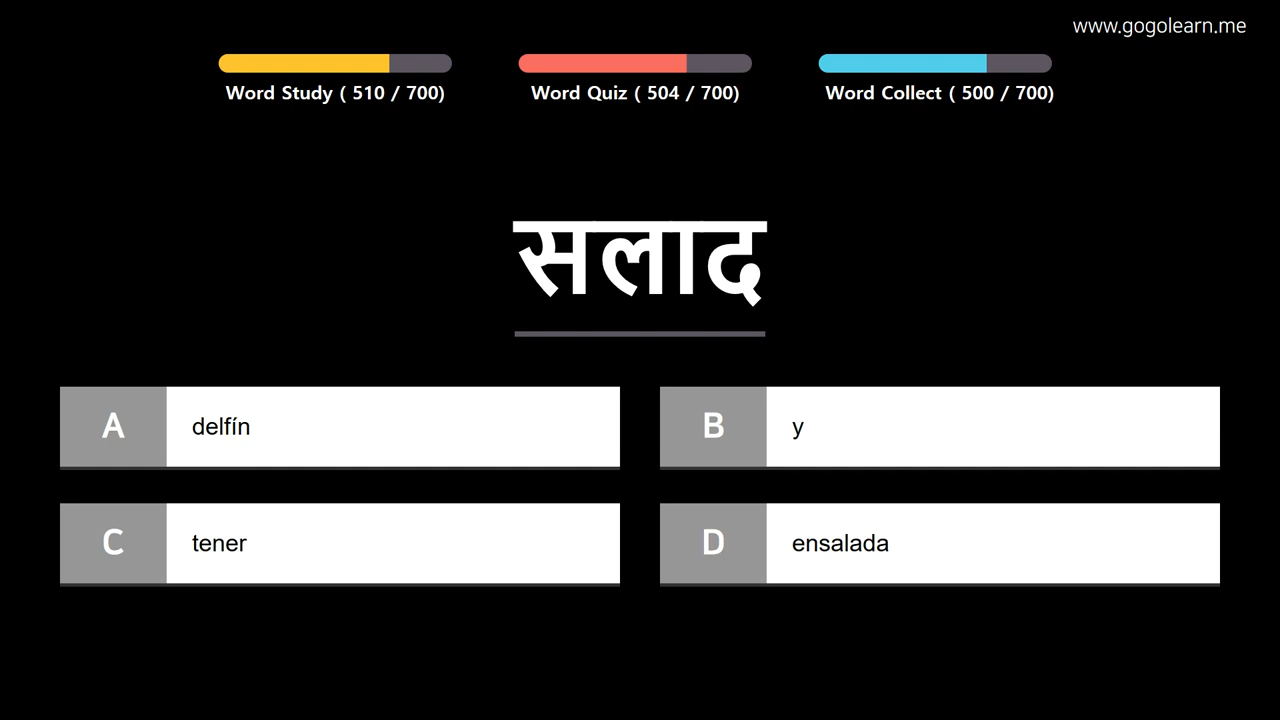 www.gogolearn.me
Word Study ( 510 / 700)
Word Quiz ( 504 / 700)
Word Collect ( 500 / 700)
सलाद
A delfín
B y
C tener
D ensalada